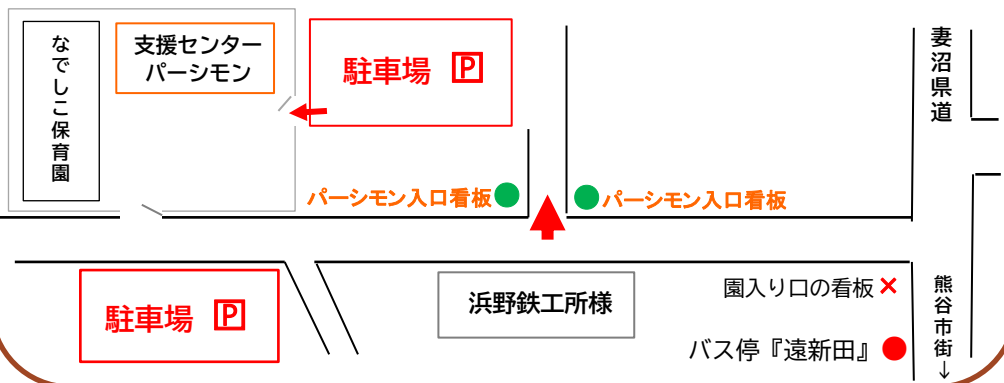 なでしこ保育園
支援センター
パーシモン
駐車場 P
妻沼県道
パーシモン入口看板
パーシモン入口看板
駐車場 P
浜野鉄工所様
園入り口の看板×
バス停『遠新田』
熊谷市街→